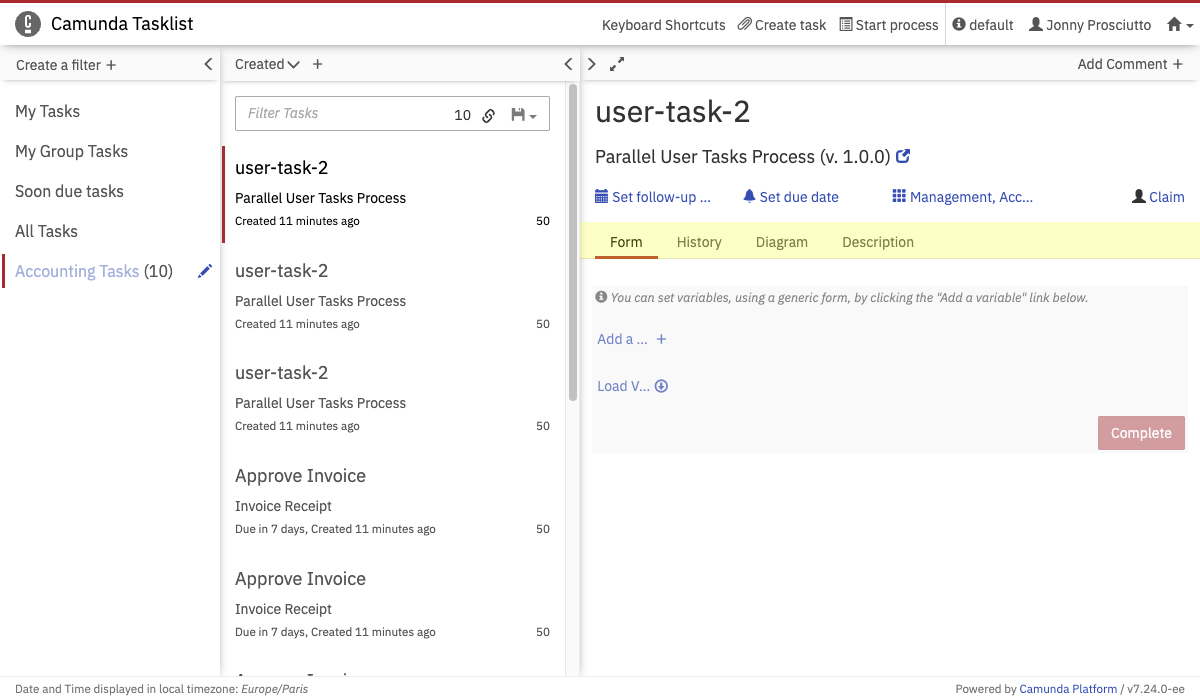 Camunda Tasklist
Keyboard Shortcuts Create task Start process default Jonny Prosciutto
Create a filter +
My Tasks
My Group Tasks
Soon due tasks
All Tasks
Accounting Tasks (10)
Created +
Filter Tasks 10
user-task-2
Parallel User Tasks Process
Created 11 minutes ago 50
user-task-2
Parallel User Tasks Process
Created 11 minutes ago 50
user-task-2
Parallel User Tasks Process
Created 11 minutes ago 50
Approve Invoice
Invoice Receipt
Due in 7 days, Created 11 minutes ago 50
Approve Invoice
Invoice Receipt
Due in 7 days, Created 11 minutes ago 50
Add Comment +
user-task-2
Parallel User Tasks Process (v. 1.0.0)
Set follow-up ... Set due date Management, Acc... Claim
Form History Diagram Description
You can set variables, using a generic form, by clicking the "Add a variable" link below.
Add a ... +
Load V...
Complete
Date and Time displayed in local timezone: Europe/Paris
Powered by Camunda Platform / v7.24.0-ee